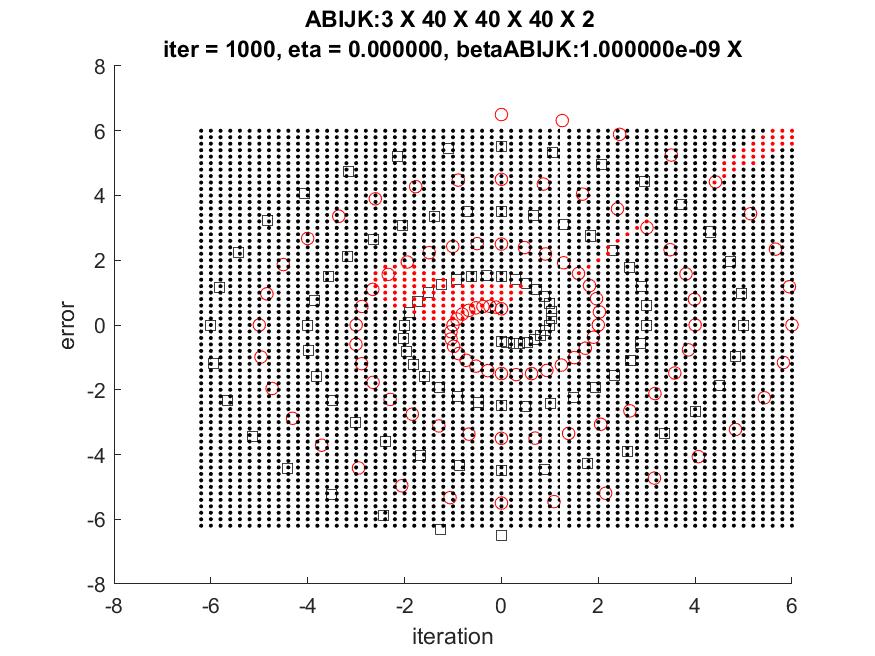 ABIJK:3 X 40 X 40 X 40 X 2
iter = 1000, eta = 0.000000, betaABIJK:1.000000e-09 X
8
6
4
2
0
-2
-4
-6
-8
error
-8 -6 -4 -2 0 2 4 6
iteration